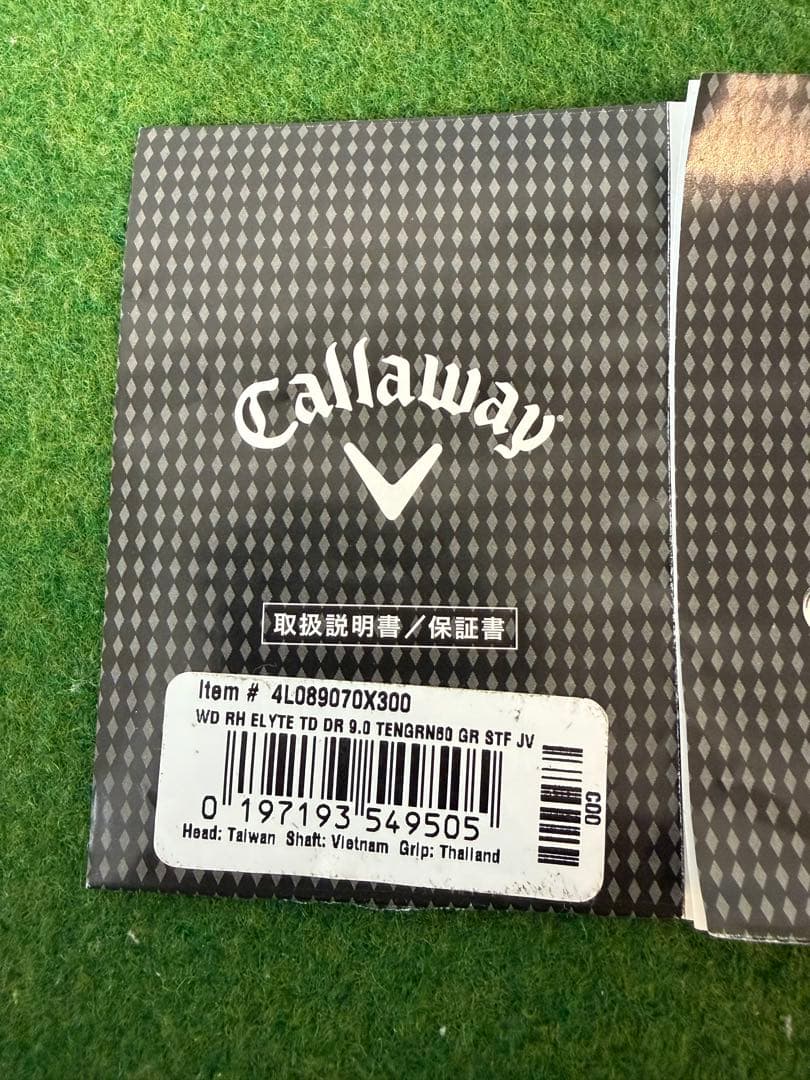 Callaway
取扱説明書／保証書
Item # 4L089070X300
WD RH ELYTE TD DR 9.0 TENGRN60 GR STF JV
0 197193 549505
COO
Head: Taiwan Shaft: Vietnam Grip: Thailand